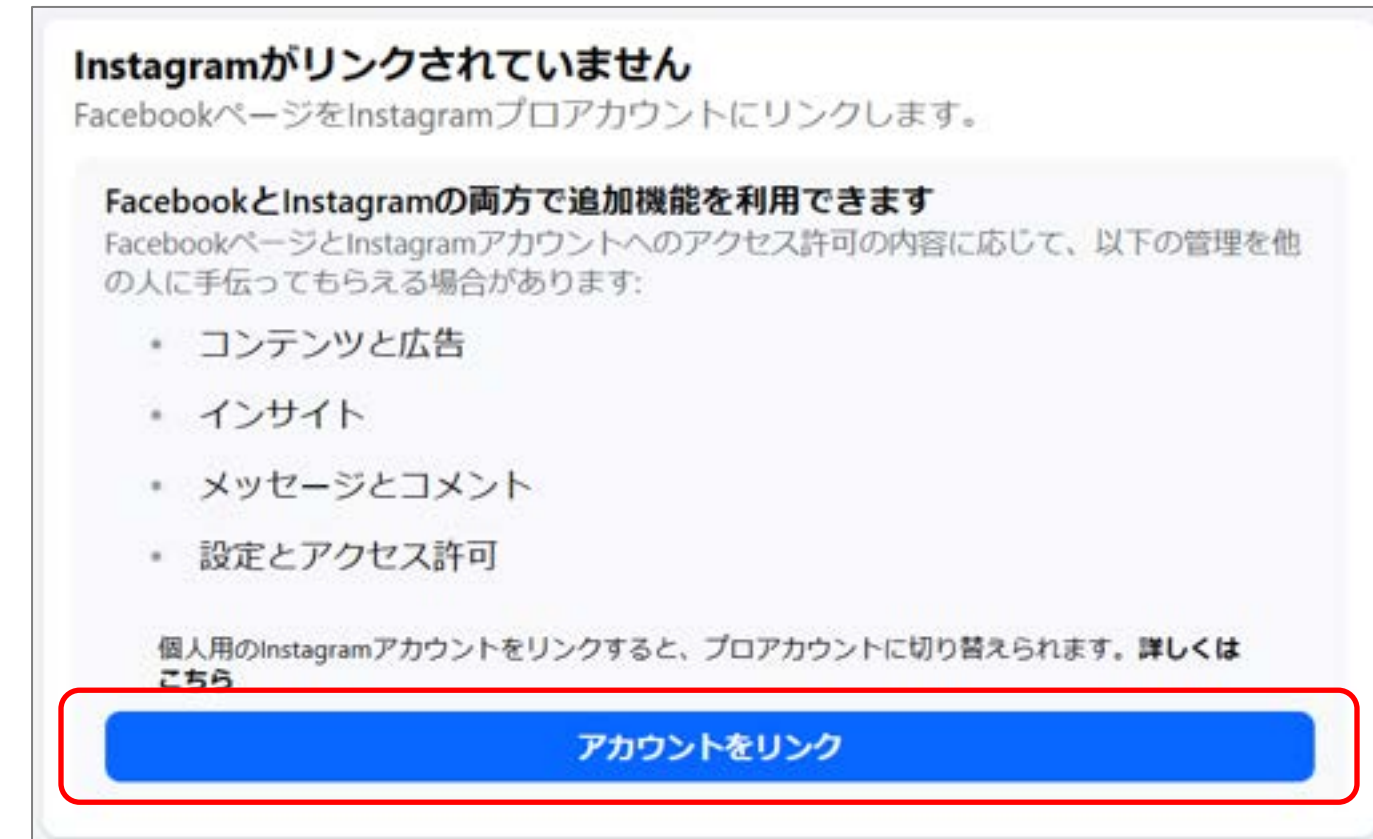 Instagramがリンクされていません
FacebookページをInstagramプロアカウントにリンクします。
FacebookとInstagramの両方で追加機能を利用できます
FacebookページとInstagramアカウントへのアクセス許可の内容に応じて、以下の管理を他
の人に手伝ってもらえる場合があります:
• コンテンツと広告
• インサイト
• メッセージとコメント
• 設定とアクセス許可
個人用のInstagramアカウントをリンクすると、プロアカウントに切り替えられます。詳しくは
こちら
アカウントをリンク